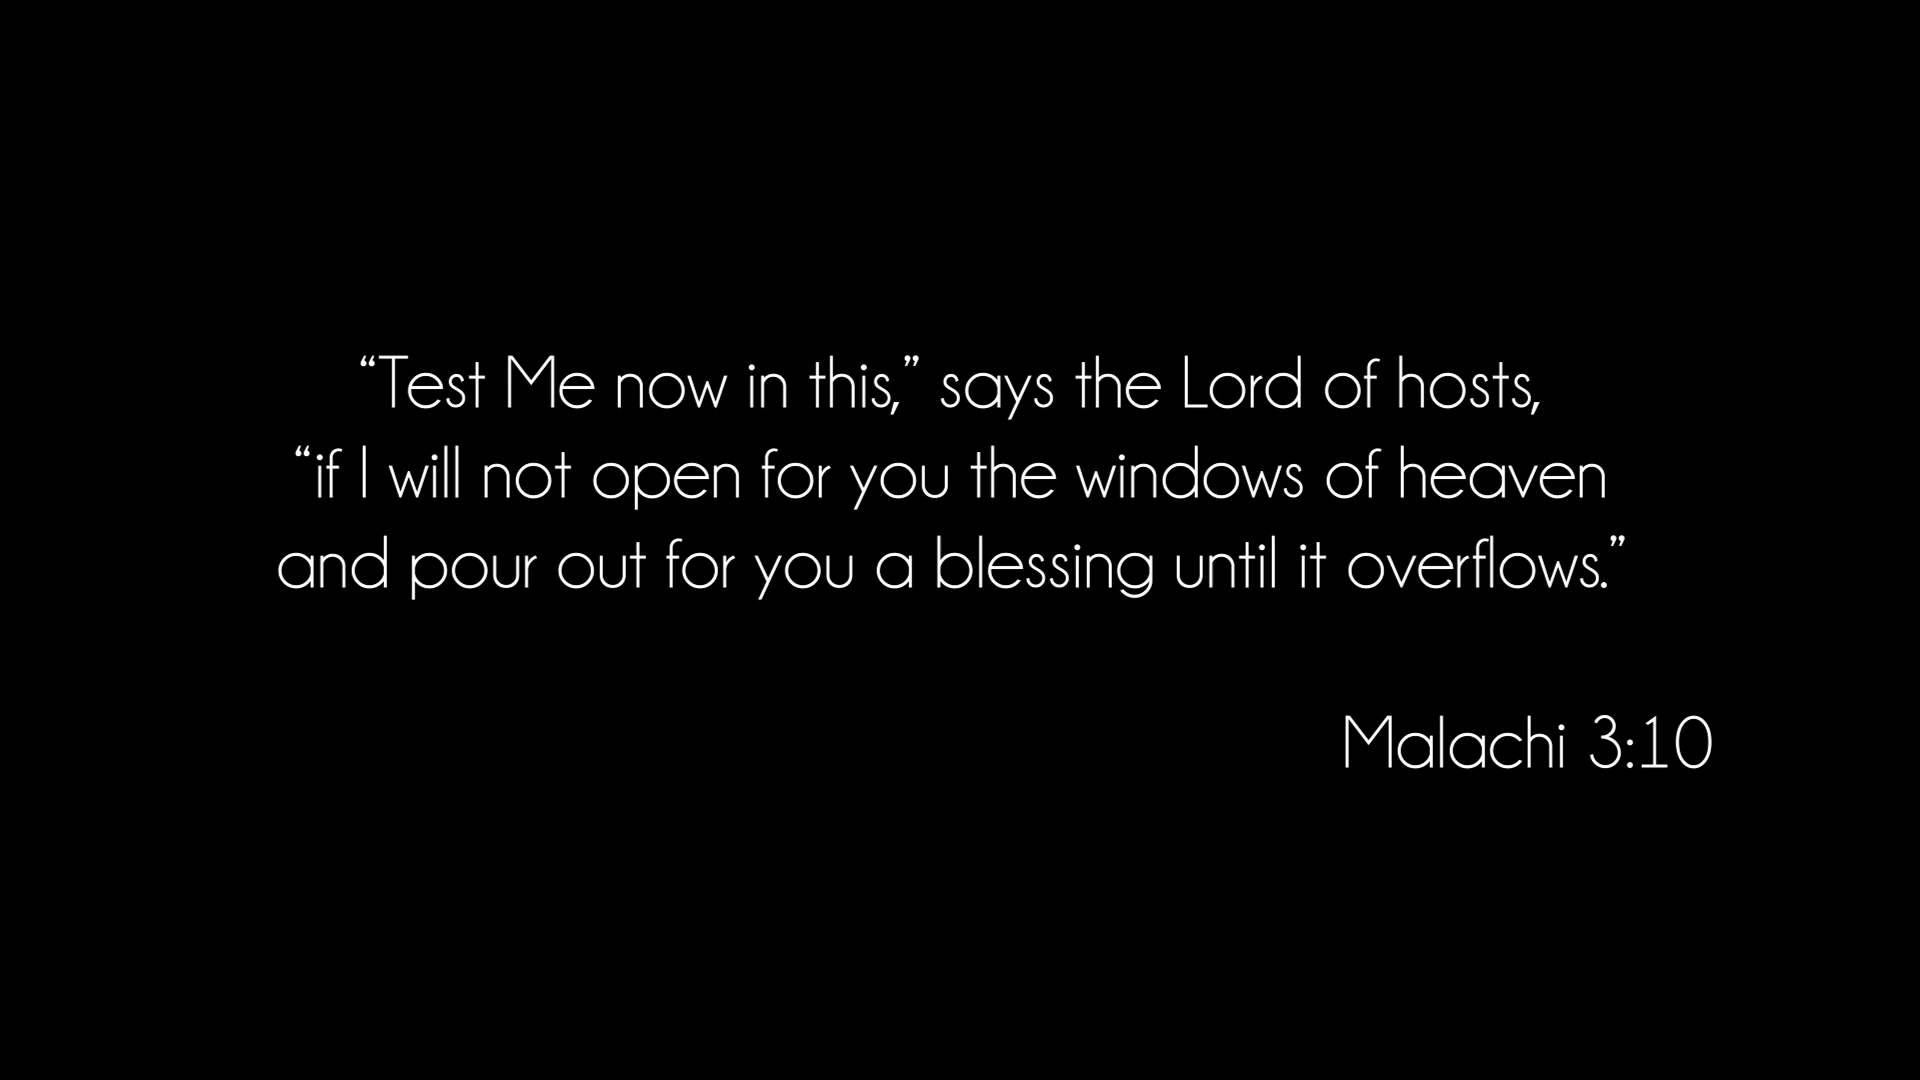 “Test Me now in this,” says the Lord of hosts,
“if I will not open for you the windows of heaven
and pour out for you a blessing until it overflows.”
Malachi 3:10